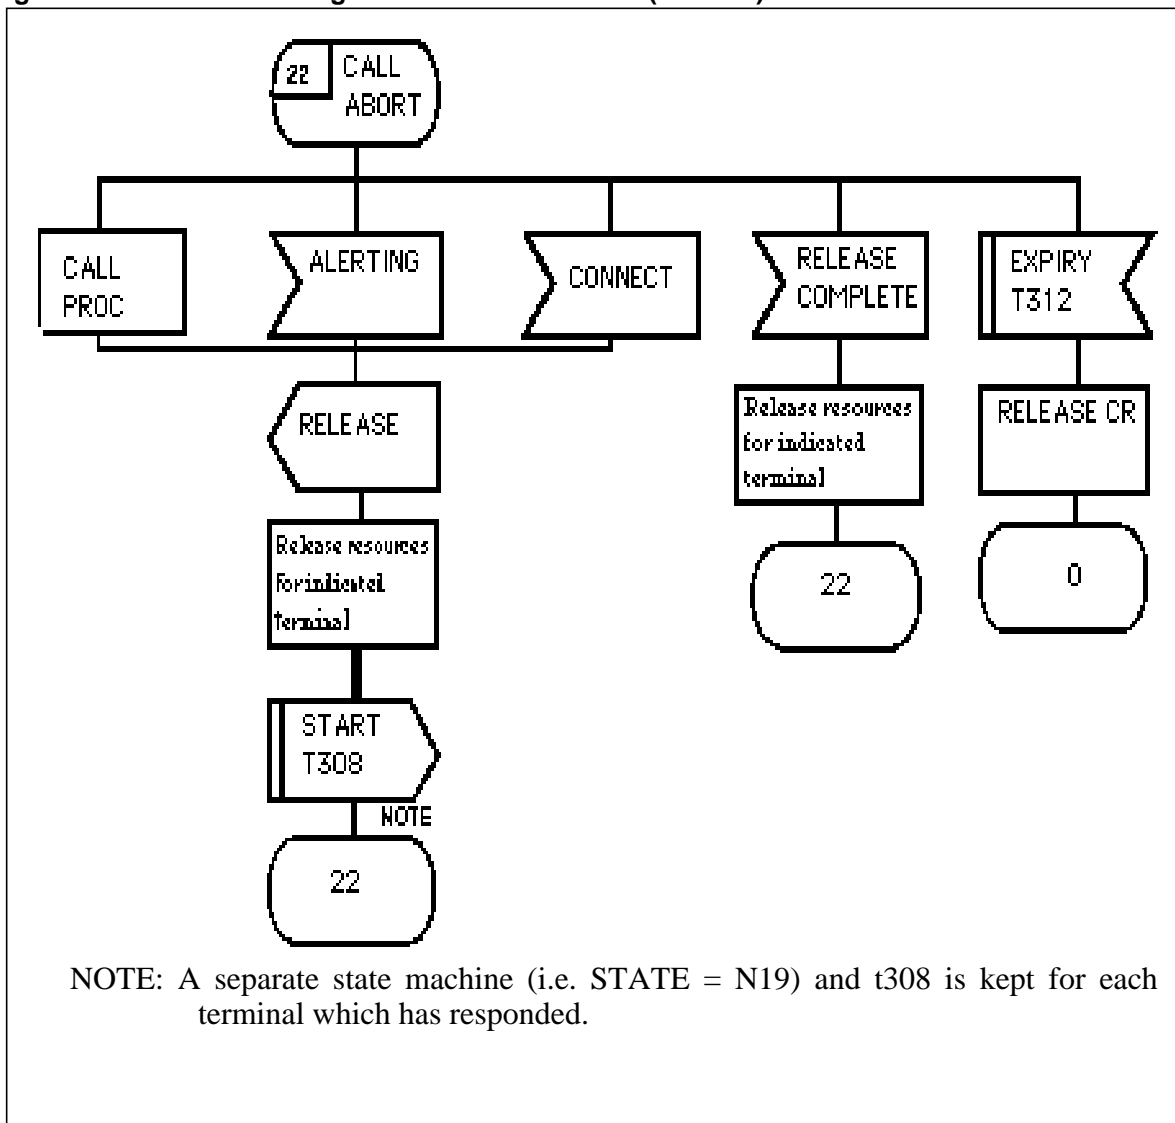 22
CALL
ABORT
CALL
PROC
ALERTING
CONNECT
RELEASE
COMPLETE
EXPIRY
T312
RELEASE
Release resources
for indicated
terminal
RELEASE CR
Release resources
for indicated
terminal
22
0
START
T308
NOTE
22
NOTE: A separate state machine (i.e. STATE = N19) and t308 is kept for each
terminal which has responded.